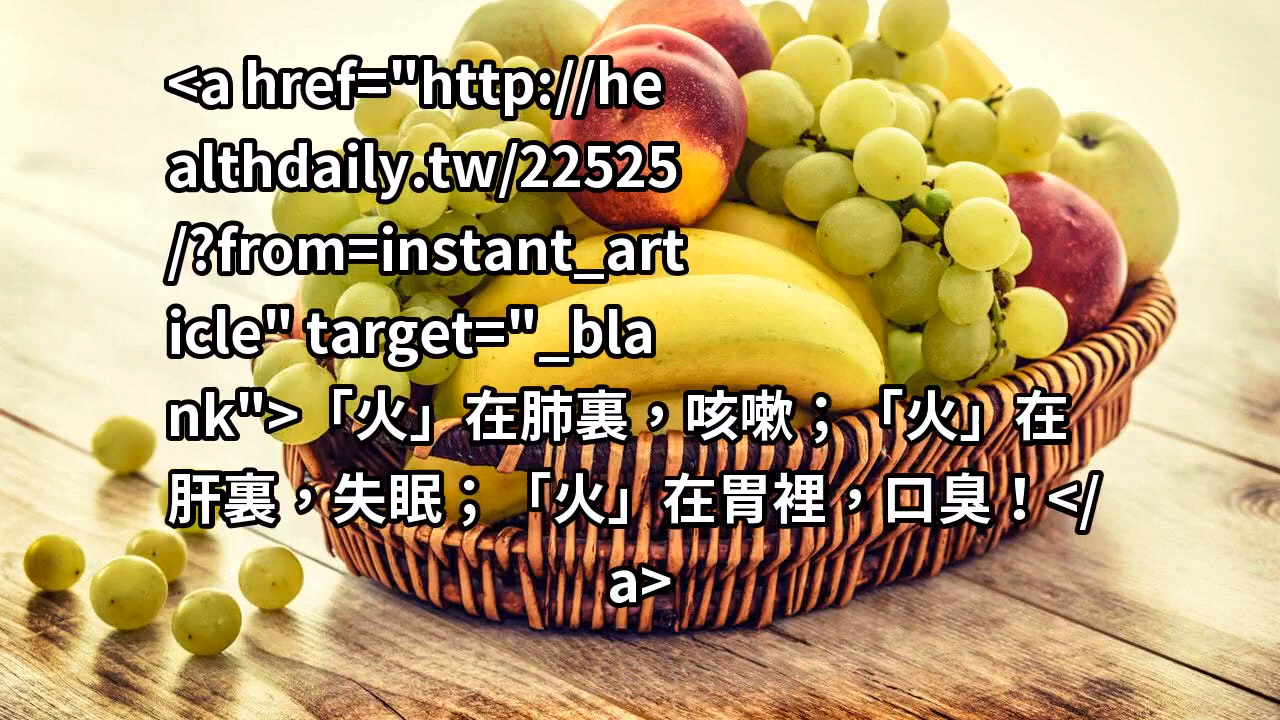 <a href="http://he
althdaily.tw/22525
/?from=instant_art
icle" target="_bla
nk">「火」在肺裏，咳嗽；「火」在
肝裏，失眠；「火」在胃裡，口臭！</
a>